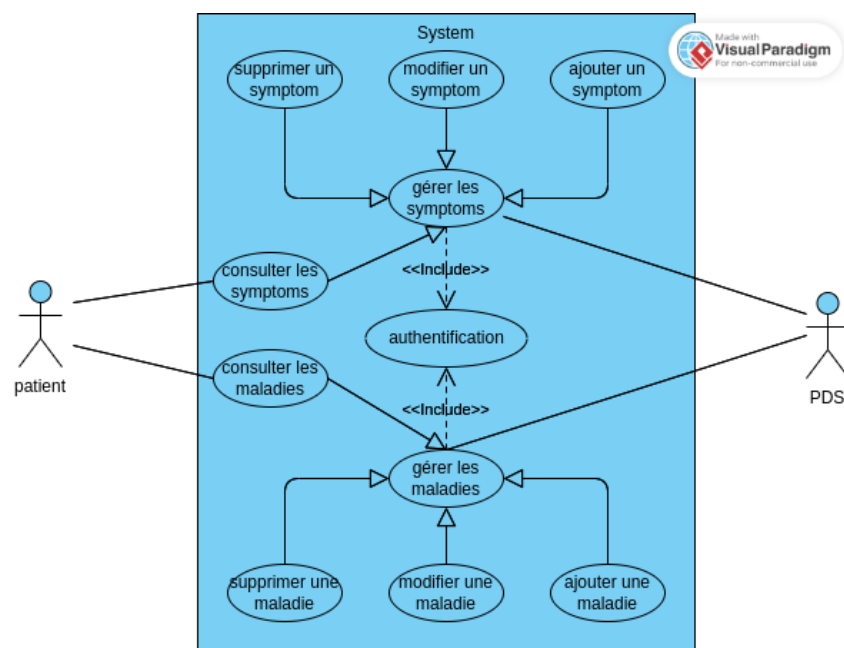 System
Made with
Visual Paradigm
For non-commercial use
supprimer un
symptom
modifier un
symptom
ajouter un
symptom
gérer les
symptoms
consulter les
symptoms
<<Include>>
authentification
patient
consulter les
maladies
PDS
<<Include>>
gérer les
maladies
supprimer une
maladie
modifier une
maladie
ajouter une
maladie